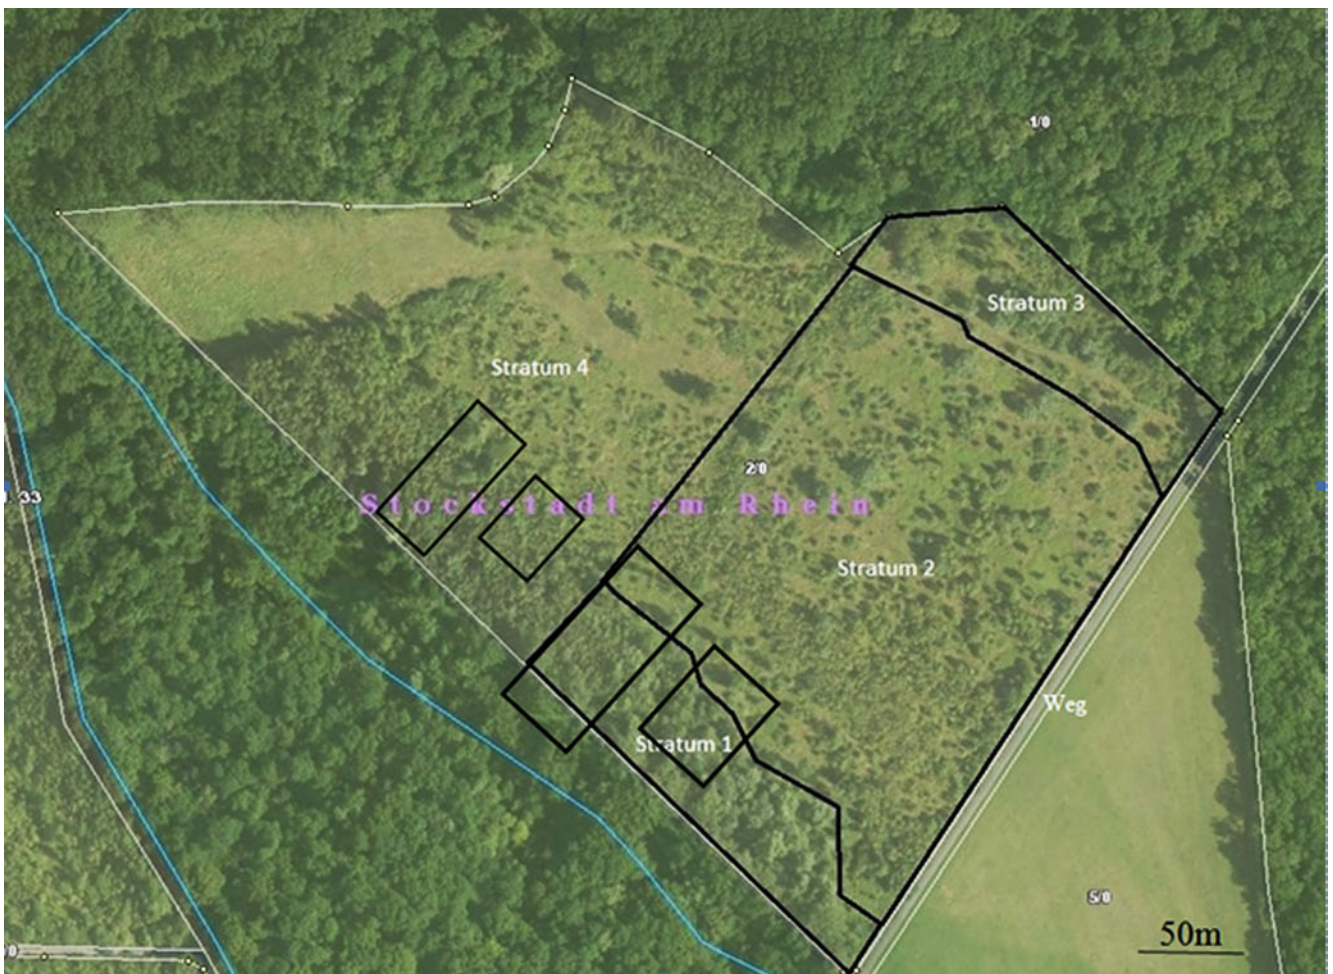 1/0
Stratum 3
Stratum 4
2/0
33
Stockstadt am Rhein
Stratum 2
Weg
Stratum 1
5/0
50m